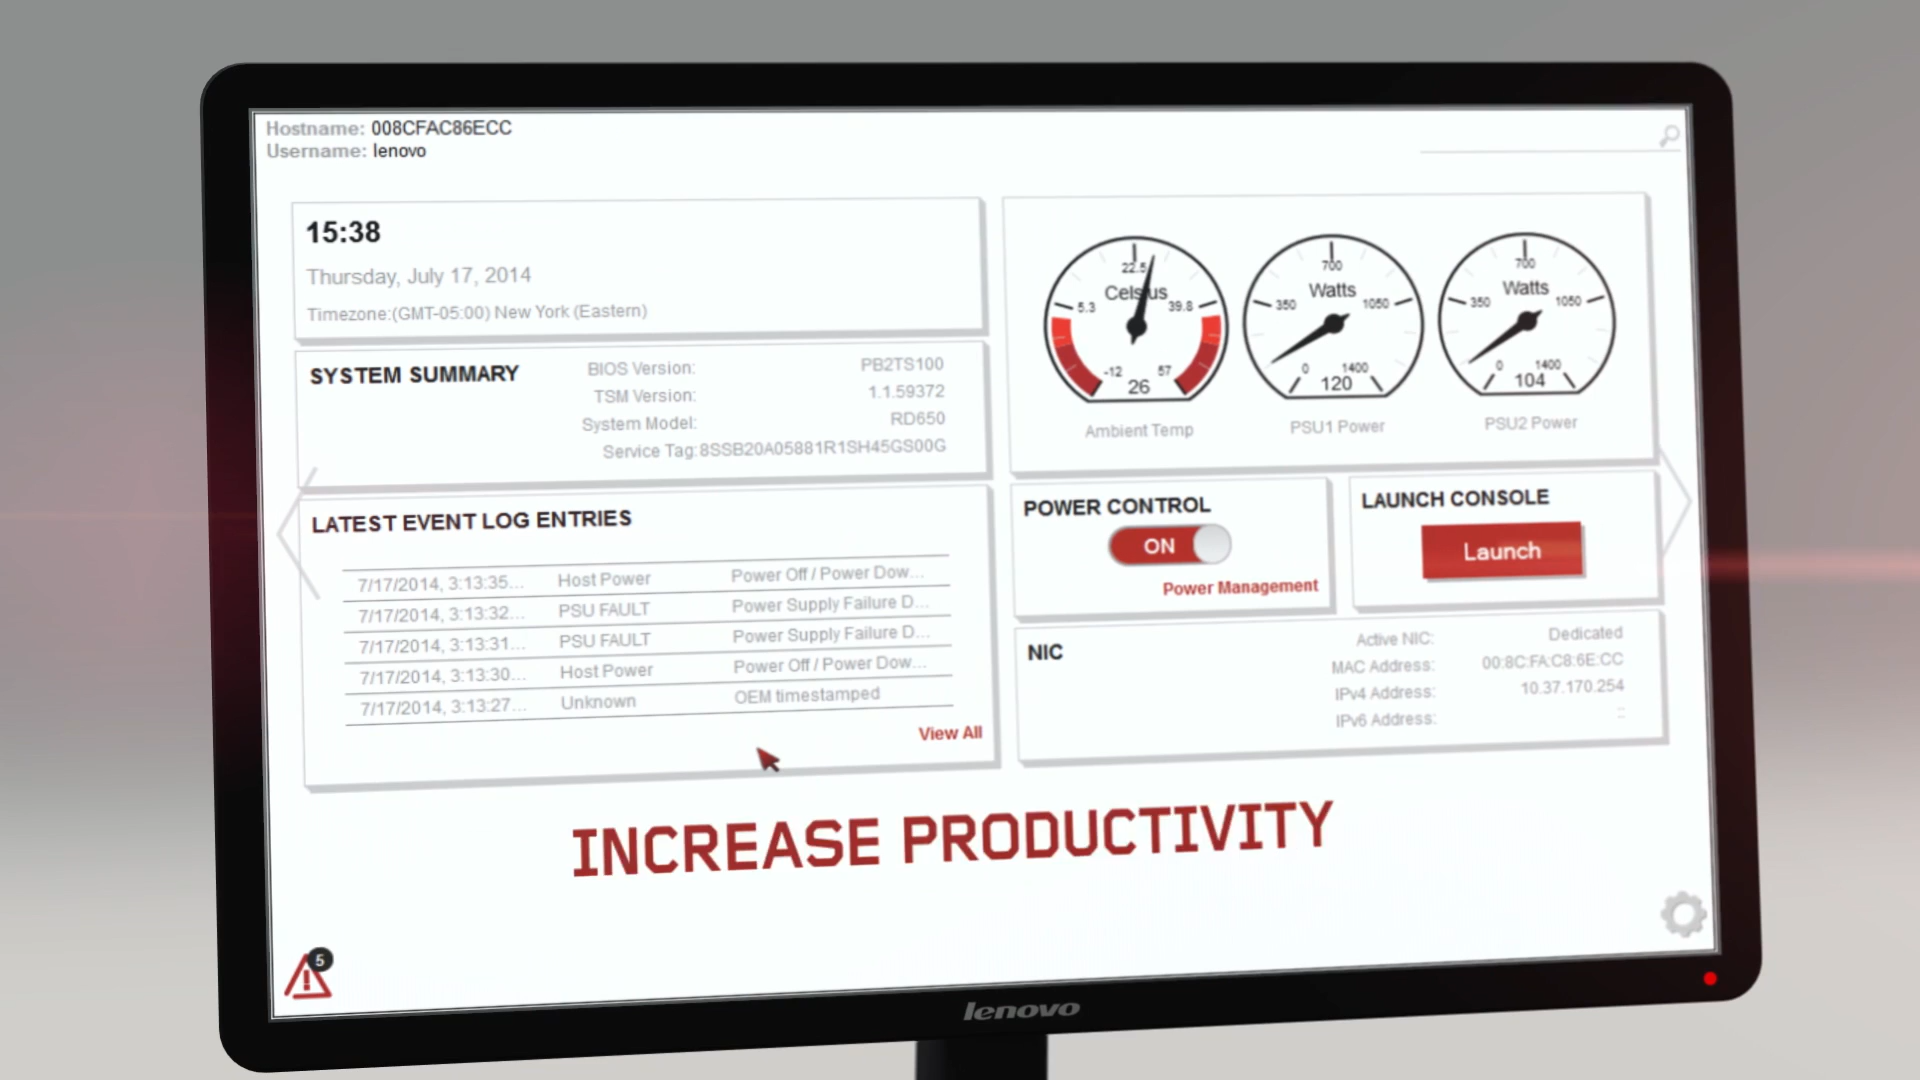 Hostname: 008CFAC86ECC
Username: lenovo
15:38
Thursday, July 17, 2014
Timezone:(GMT-05:00) New York (Eastern)
SYSTEM SUMMARY
BIOS Version: PB2TS100
TSM Version: 1.1.59372
System Model: RD650
Service Tag:8SSB20A05881R1SH45GS00G
LATEST EVENT LOG ENTRIES
7/17/2014, 3:13:35... Host Power Power Off / Power Dow...
7/17/2014, 3:13:32... PSU FAULT Power Supply Failure D...
7/17/2014, 3:13:31... PSU FAULT Power Supply Failure D...
7/17/2014, 3:13:30... Host Power Power Off / Power Dow...
7/17/2014, 3:13:27... Unknown OEM timestamped
View All
22.5
Celsius
5.3 39.8
-12 57
26
Ambient Temp
700
Watts
350 1050
0 1400
120
PSU1 Power
700
Watts
350 1050
0 1400
104
PSU2 Power
POWER CONTROL
ON
Power Management
LAUNCH CONSOLE
Launch
NIC
Active NIC: Dedicated
MAC Address: 00:8C:FA:C8:6E:CC
IPv4 Address: 10.37.170.254
IPv6 Address: ::
INCREASE PRODUCTIVITY
5
lenovo